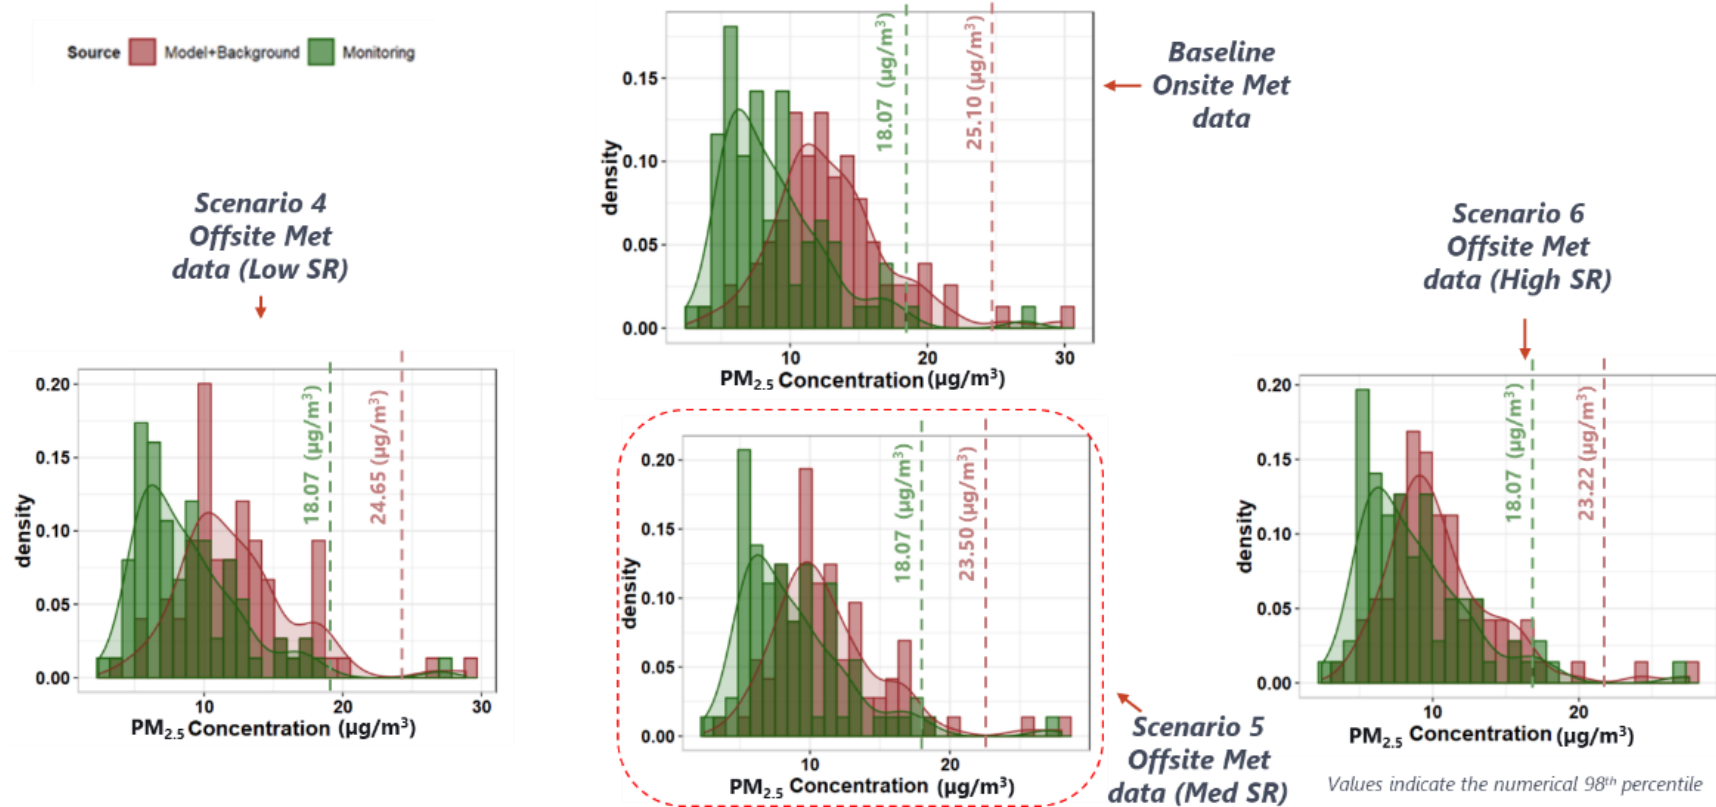 Source Model+Background Monitoring
Baseline
Onsite Met
data
18.07 (µg/m³)
25.10 (µg/m³)
density
0.15
0.10
0.05
0.00
10 20 30
PM₂.₅ Concentration (µg/m³)
Scenario 4
Offsite Met
data (Low SR)
18.07 (µg/m³)
24.65 (µg/m³)
density
0.20
0.15
0.10
0.05
0.00
10 20 30
PM₂.₅ Concentration (µg/m³)
18.07 (µg/m³)
23.50 (µg/m³)
density
0.20
0.15
0.10
0.05
0.00
10 20
PM₂.₅ Concentration (µg/m³)
Scenario 5
Offsite Met
data (Med SR)
Scenario 6
Offsite Met
data (High SR)
18.07 (µg/m³)
23.22 (µg/m³)
density
0.20
0.15
0.10
0.05
0.00
10 20
PM₂.₅ Concentration (µg/m³)
Values indicate the numerical 98ᵗʰ percentile